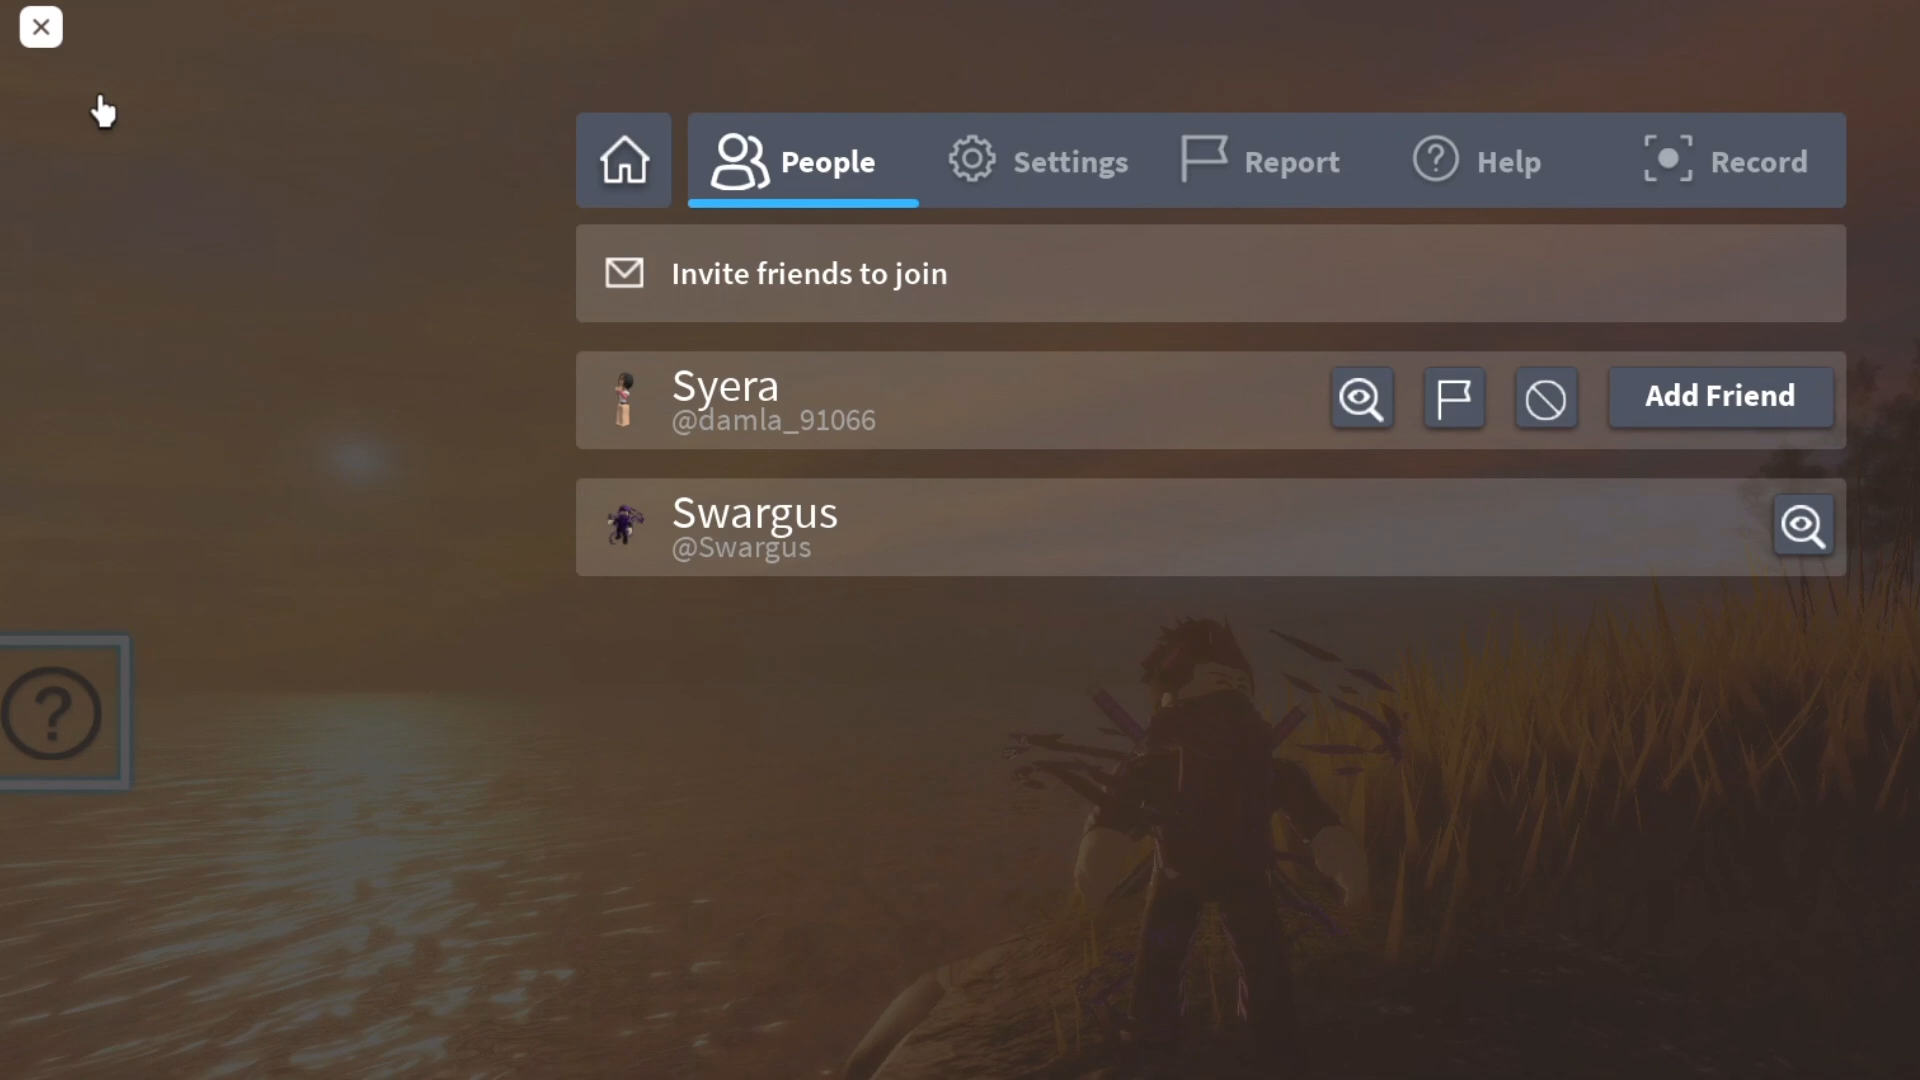 People
Settings
Report
Help
Record
Invite friends to join
Syera
@damla_91066
Add Friend
Swargus
@Swargus
?